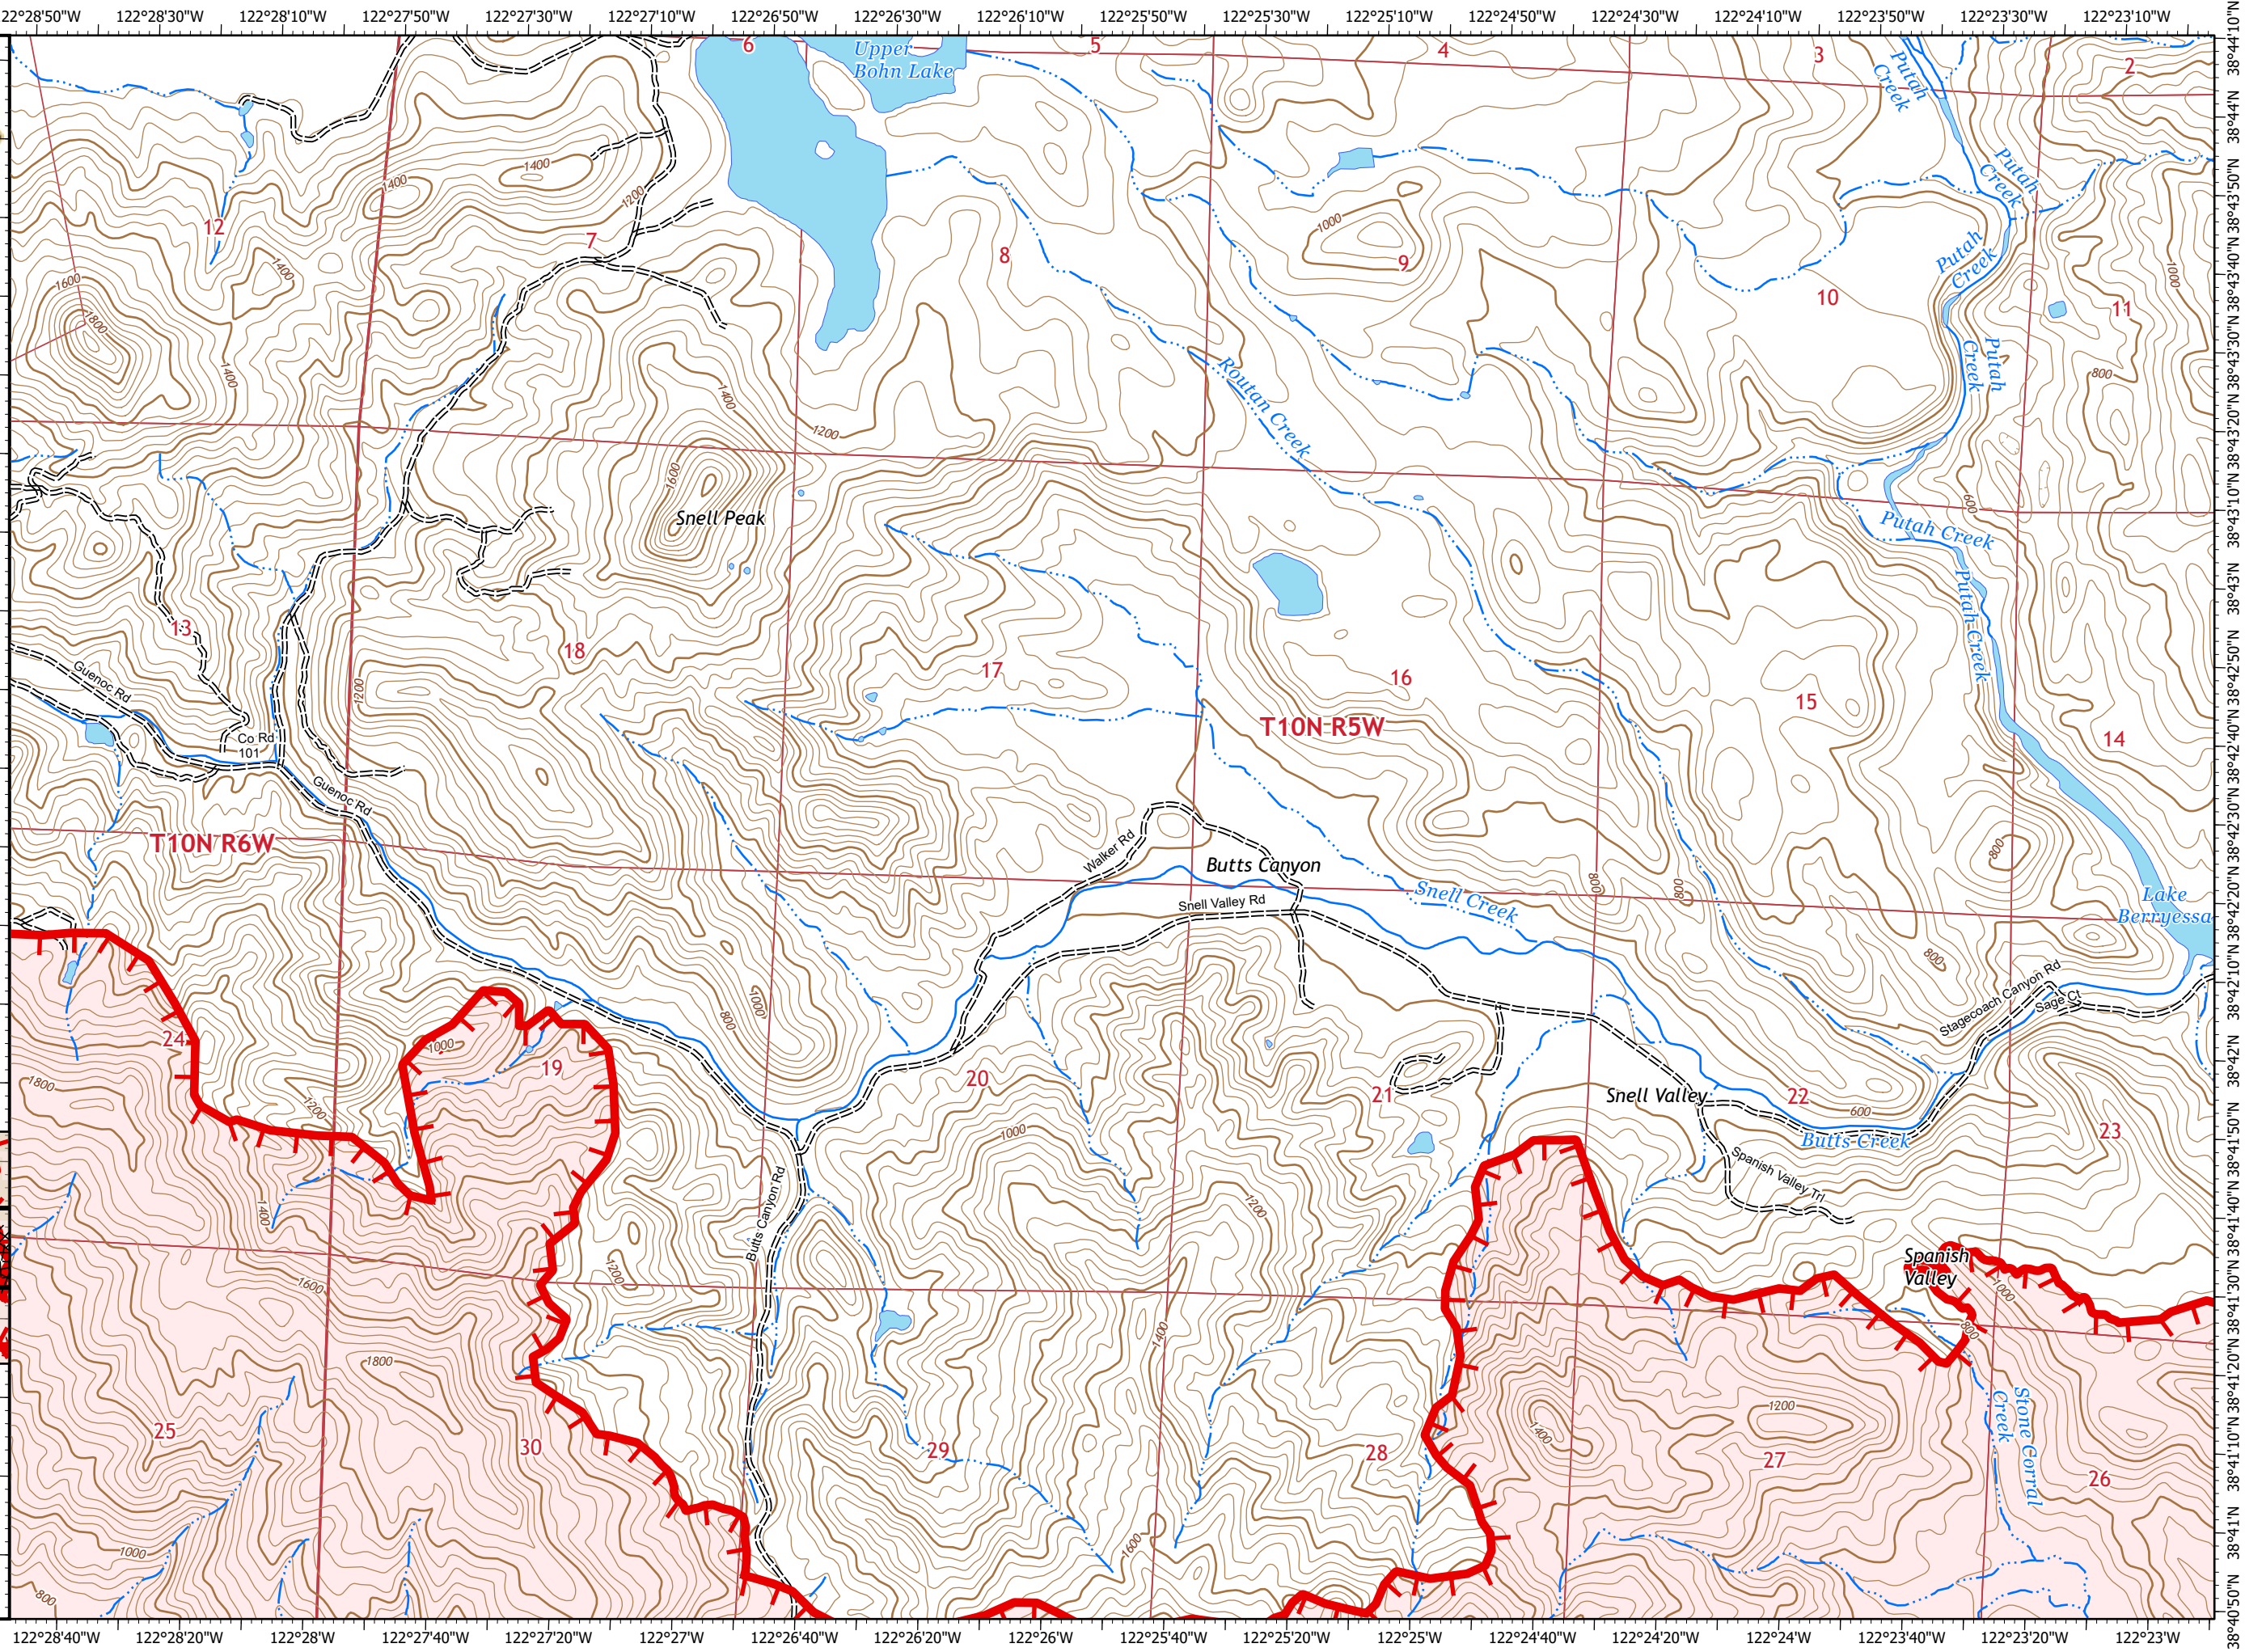 122°28'50"W 122°28'30"W 122°28'10"W 122°27'50"W 122°27'30"W 122°27'10"W 122°26'50"W 122°26'30"W 122°26'10"W 122°25'50"W 122°25'30"W 122°25'10"W 122°24'50"W 122°24'30"W 122°24'10"W 122°23'50"W 122°23'30"W 122°23'10"W
6
Upper
Bohn Lake
5
4
3
2
Putah
Creek
1400
1400
1200
Putah
Creek
12
7
8
1000
9
Putah
Creek
10
1000
11
1600
1800
1400
1400
1400
1200
Routan Creek
Putah
Creek
800
1600
Snell Peak
600
Putah Creek
Putah Creek
13
18
17
16
15
14
Guenoc Rd
1200
T10N R5W
Co Rd
101
Guenoc Rd
T10N R6W
Walker Rd
Butts Canyon
800
Snell Valley Rd
Snell Creek
800
800
Lake
Berryessa
800
Stagecoach Canyon Rd
Sage Ct
24
1000
19
800
1000
20
21
Snell Valley
22
600
Butts Creek
23
1800
1200
1000
Spanish Valley Trl
1400
Butts Canyon Rd
1200
1200
Spanish
Valley
1000
1600
1800
1400
800
25
30
29
28
1400
1200
27
26
Stone Corral
Creek
1000
1600
800
122°28'40"W 122°28'20"W 122°28'W 122°27'40"W 122°27'20"W 122°27'W 122°26'40"W 122°26'20"W 122°26'W 122°25'40"W 122°25'20"W 122°25'W 122°24'40"W 122°24'20"W 122°24'W 122°23'40"W 122°23'20"W 122°23'W
38°44'10"N
38°44'N
38°43'50"N
38°43'40"N
38°43'30"N
38°43'20"N
38°43'10"N
38°43'N
38°42'50"N
38°42'40"N
38°42'30"N
38°42'20"N
38°42'10"N
38°42'N
38°41'50"N
38°41'40"N
38°41'30"N
38°41'20"N
38°41'10"N
38°41'N
38°40'50"N